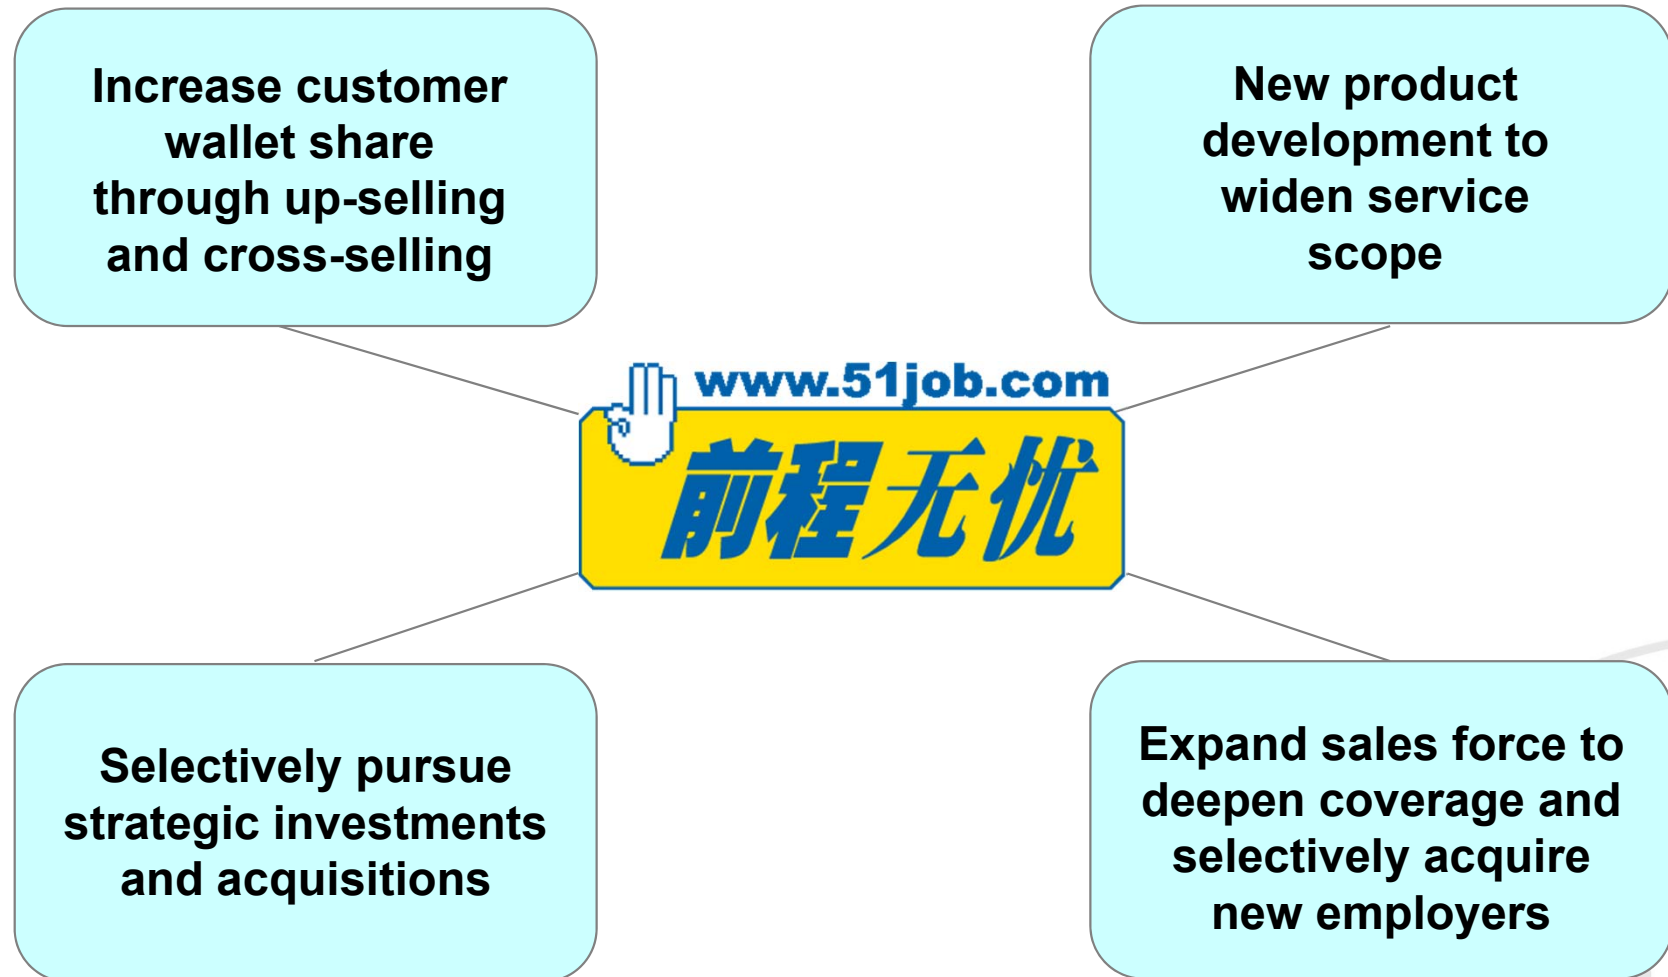 Increase customer
wallet share
through up-selling
and cross-selling
New product
development to
widen service
scope
www.51job.com
前程无忧
Selectively pursue
strategic investments
and acquisitions
Expand sales force to
deepen coverage and
selectively acquire
new employers